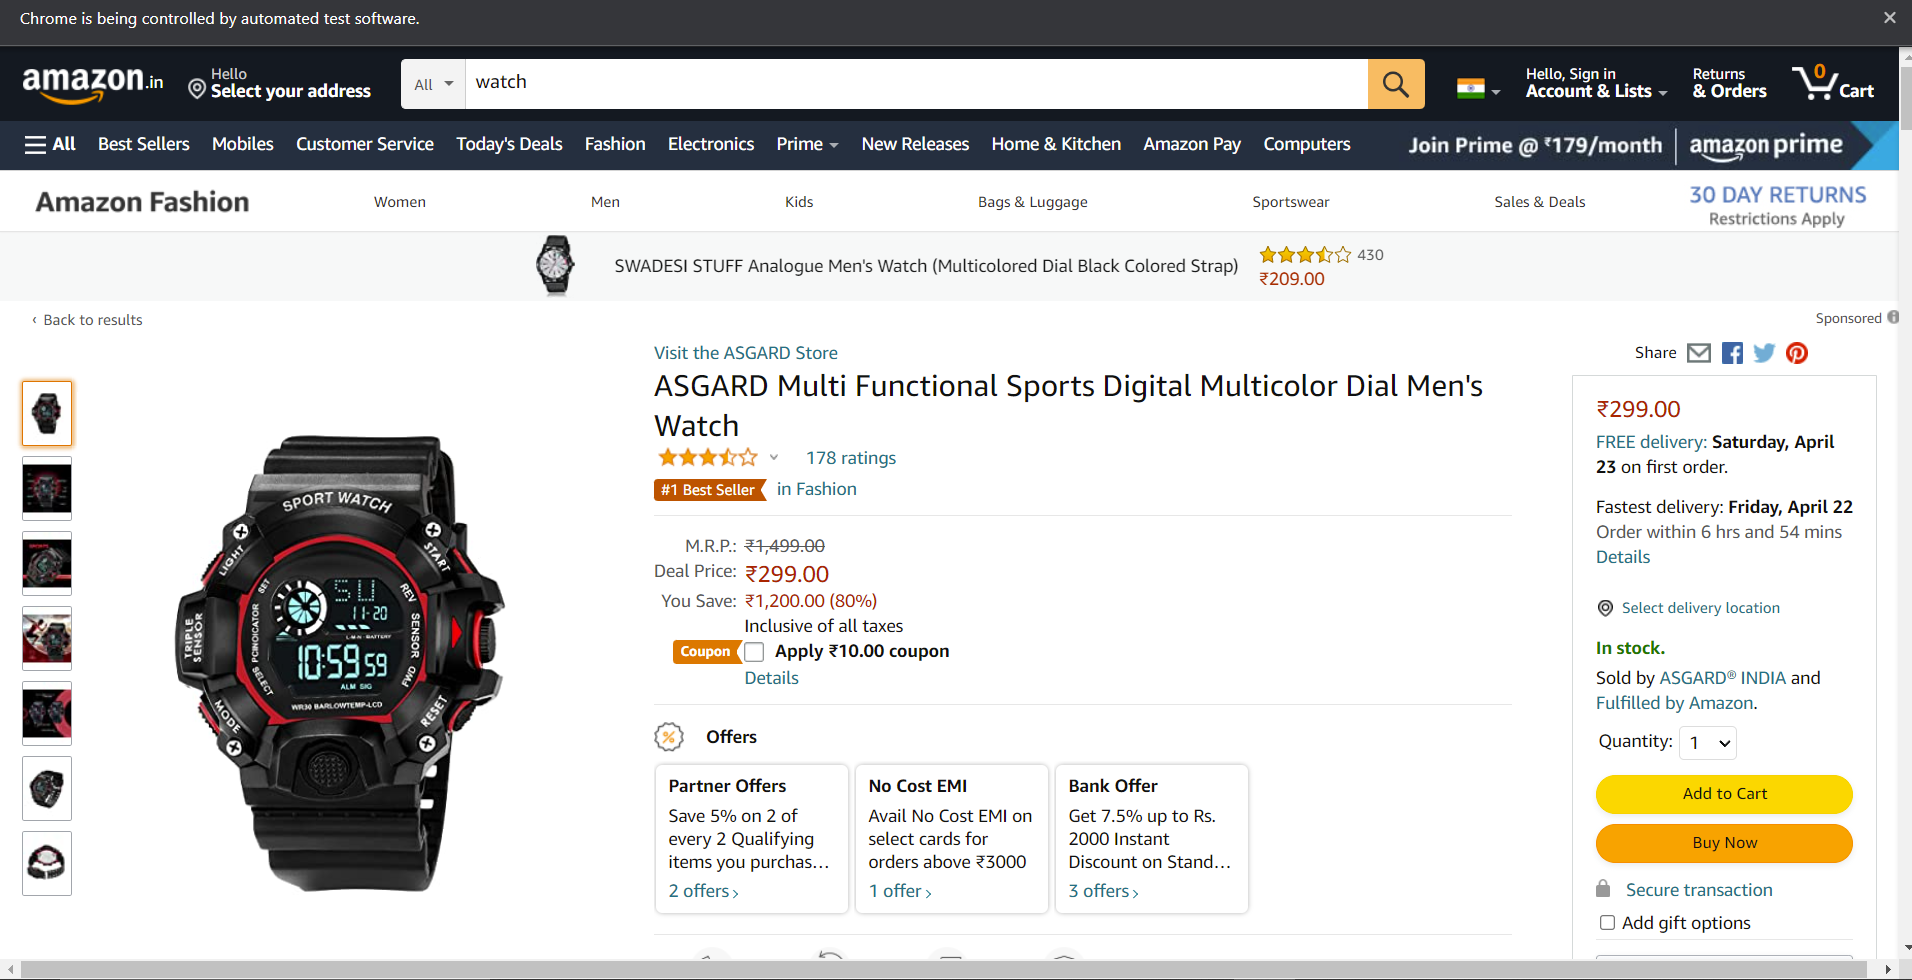 Chrome is being controlled by automated test software.
amazon.in
Hello
Select your address
All
watch
Hello, Sign in
Account & Lists
Returns
& Orders
0
Cart
All Best Sellers Mobiles Customer Service Today's Deals Fashion Electronics Prime New Releases Home & Kitchen Amazon Pay Computers
Join Prime @ ₹179/month
amazon prime
Amazon Fashion
Women Men Kids Bags & Luggage Sportswear Sales & Deals
30 DAY RETURNS
Restrictions Apply
SWADESI STUFF Analogue Men's Watch (Multicolored Dial Black Colored Strap)
430
₹209.00
‹ Back to results
Sponsored
SPORT WATCH
LIGHT
START
SET
REV
TRIPLE
SENSOR
PCINOICATOR
SENSOR
SU
11-20
L-M-N - BATTERY
10:59 59
ALM SIG
SELECT
FWD
WR30 BARLOWTEMP-LCD
MODE
RESET
Visit the ASGARD Store
ASGARD Multi Functional Sports Digital Multicolor Dial Men's
Watch
178 ratings
#1 Best Seller in Fashion
M.R.P.: ₹1,499.00
Deal Price: ₹299.00
You Save: ₹1,200.00 (80%)
Inclusive of all taxes
Coupon Apply ₹10.00 coupon
Details
Offers
Partner Offers
Save 5% on 2 of
every 2 Qualifying
items you purchas…
2 offers ›
No Cost EMI
Avail No Cost EMI on
select cards for
orders above ₹3000
1 offer ›
Bank Offer
Get 7.5% up to Rs.
2000 Instant
Discount on Stand…
3 offers ›
Share
₹299.00
FREE delivery: Saturday, April
23 on first order.
Fastest delivery: Friday, April 22
Order within 6 hrs and 54 mins
Details
Select delivery location
In stock.
Sold by ASGARD® INDIA and
Fulfilled by Amazon.
Quantity: 1
Add to Cart
Buy Now
Secure transaction
Add gift options